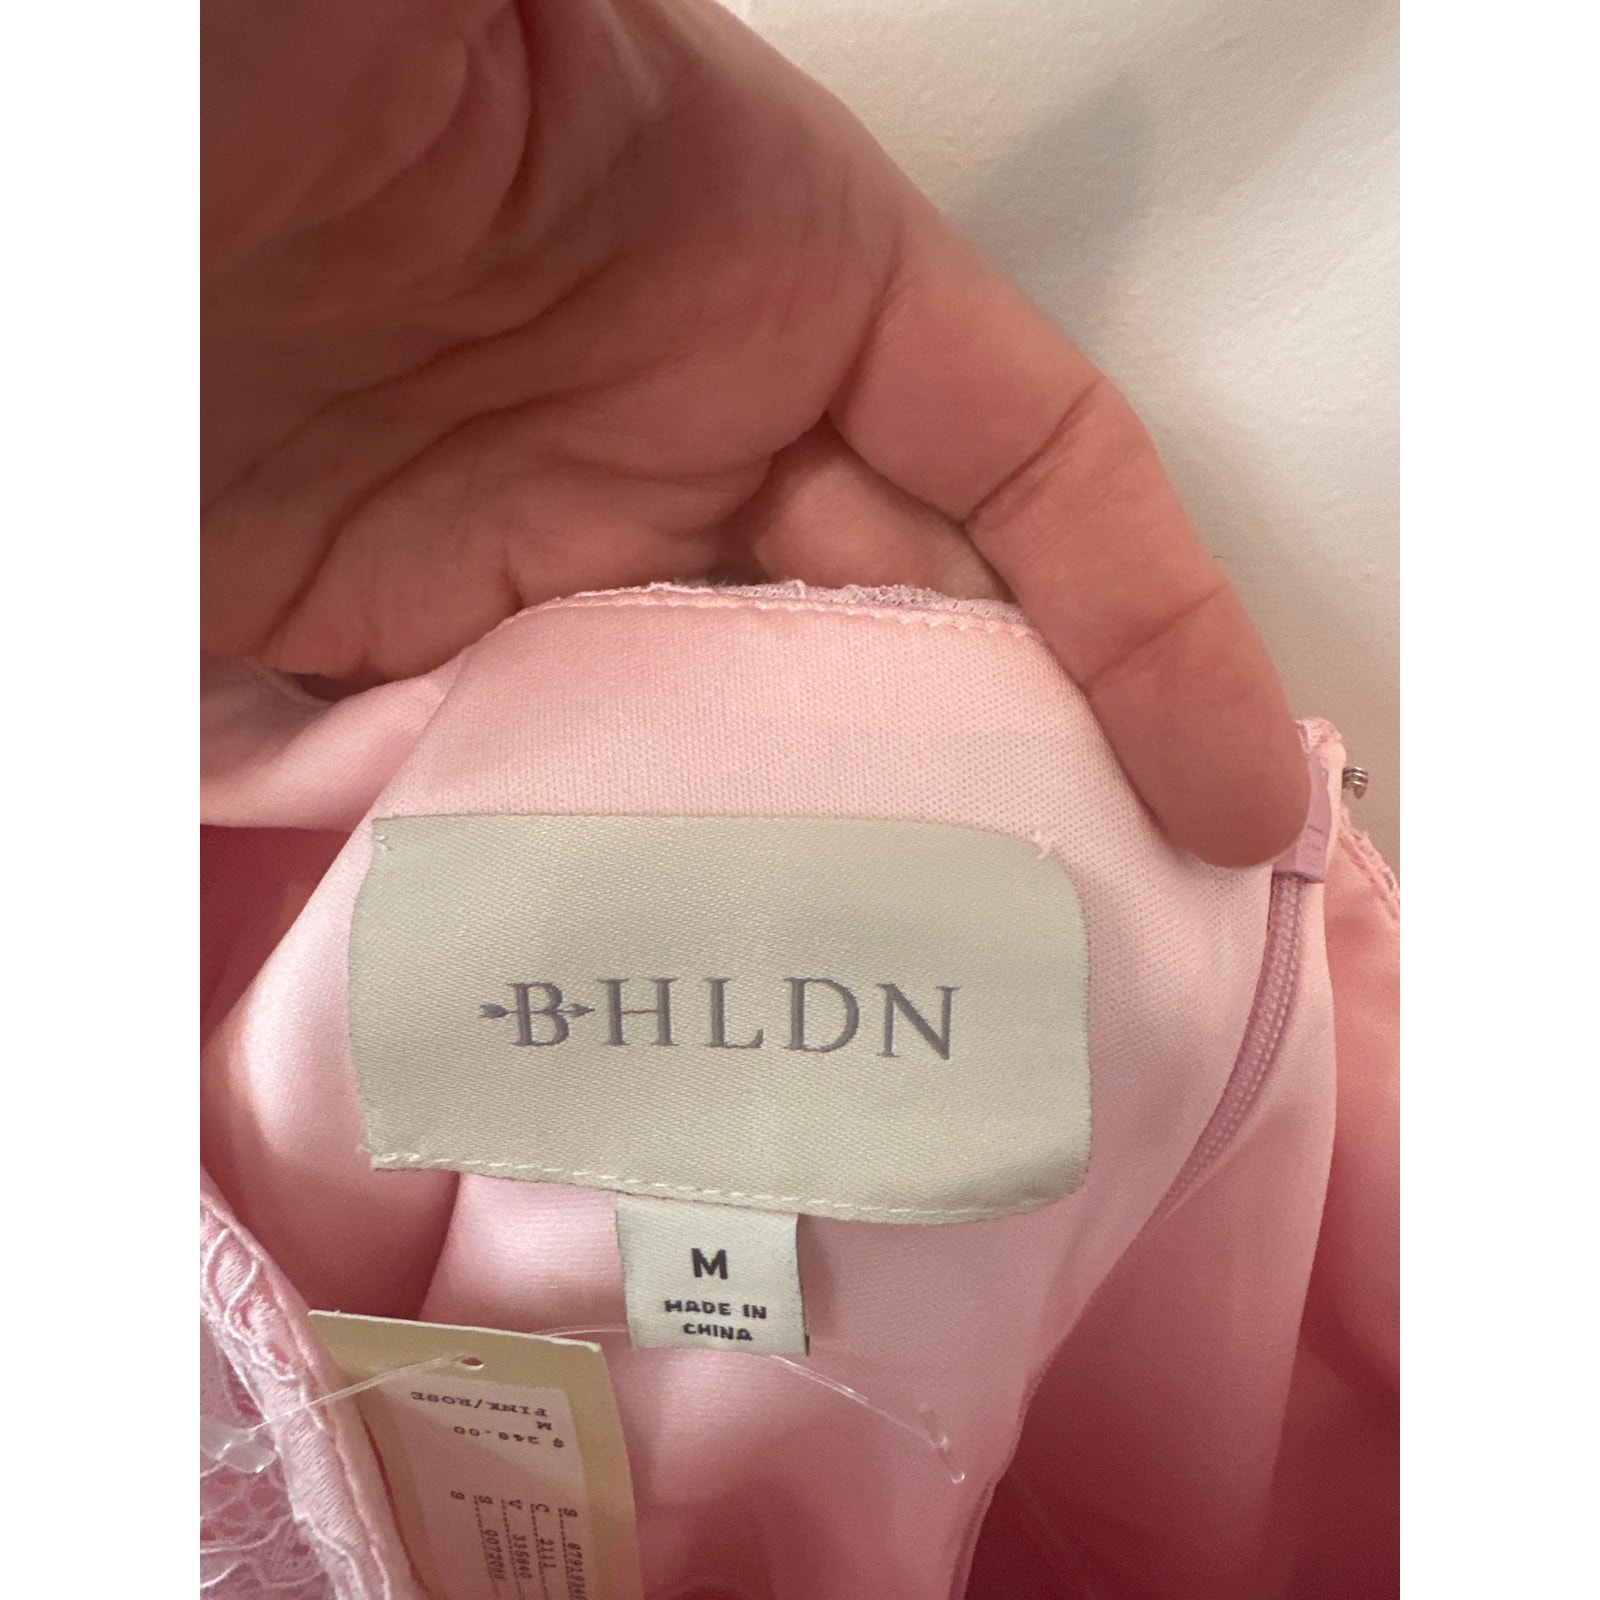 BHLDN
M
MADE IN
CHINA
PINK/ROSE
M
248.00